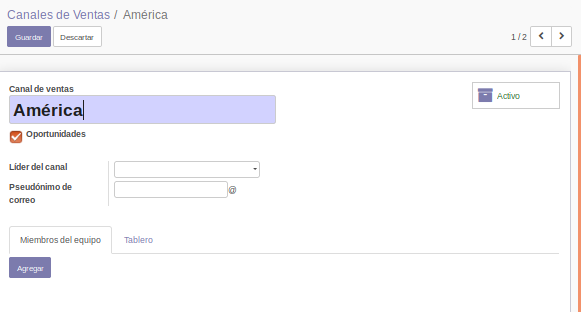 Canales de Ventas / América
Guardar Descartar 1 / 2
Canal de ventas
América
Activo
Oportunidades
Líder del canal
Pseudónimo de
correo @
Miembros del equipo Tablero
Agregar